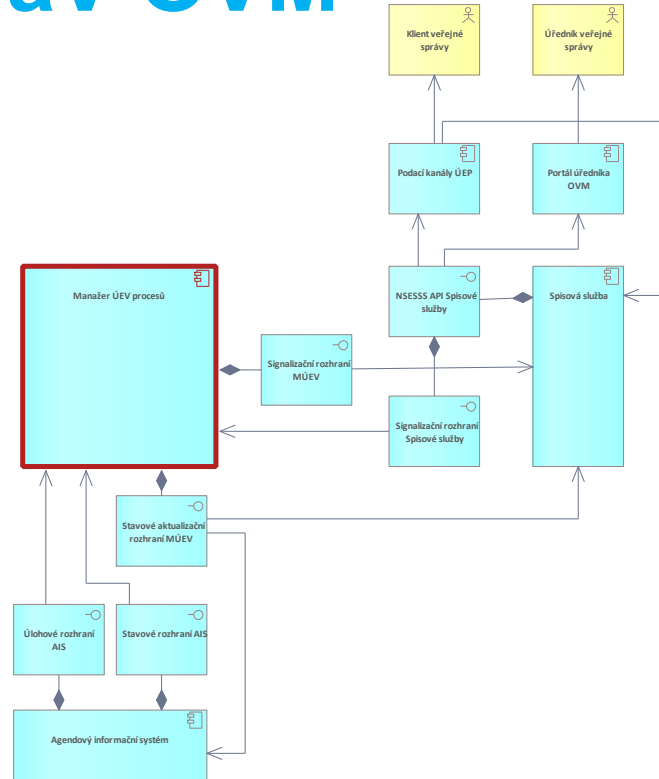 av OVM
Klient veřejné
správy
Úředník veřejné
správy
Podací kanály ÚEP
Portál úředníka
OVM
Manažer ÚEV procesů
NSESSS API Spisové
služby
Spisová služba
Signalizační rozhraní
MÚEV
Signalizační rozhraní
Spisové služby
Stavové aktualizační
rozhraní MÚEV
Úlohové rozhraní
AIS
Stavové rozhraní AIS
Agendový informační systém